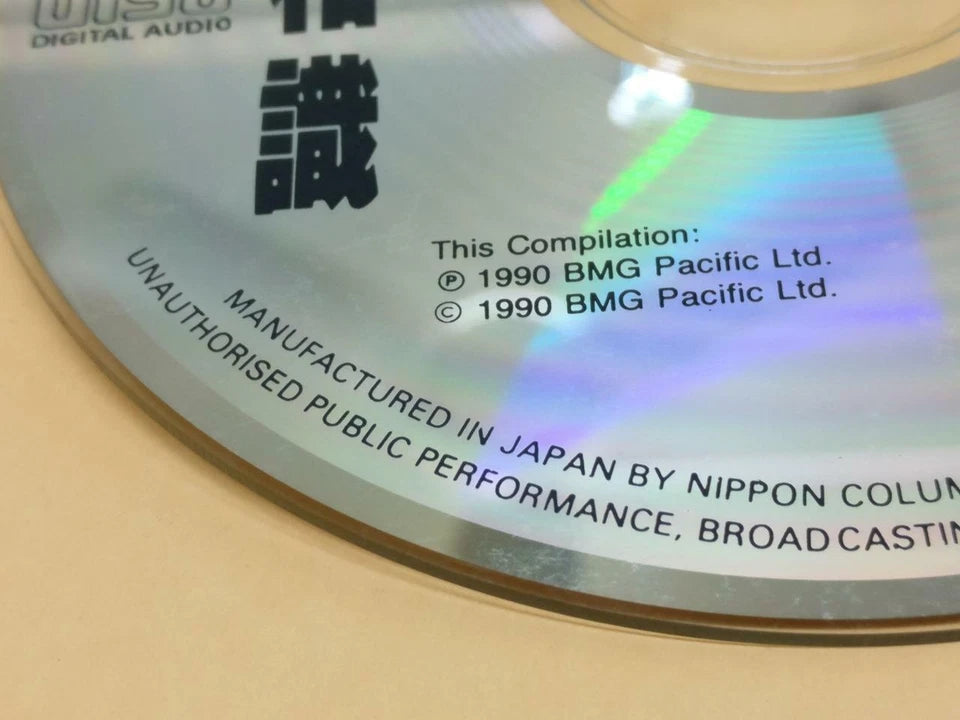 DISC
DIGITAL AUDIO
識
This Compilation:
Ⓟ 1990 BMG Pacific Ltd.
© 1990 BMG Pacific Ltd.
MANUFACTURED IN JAPAN BY NIPPON
UNAUTHORISED PUBLIC PERFORMANCE,